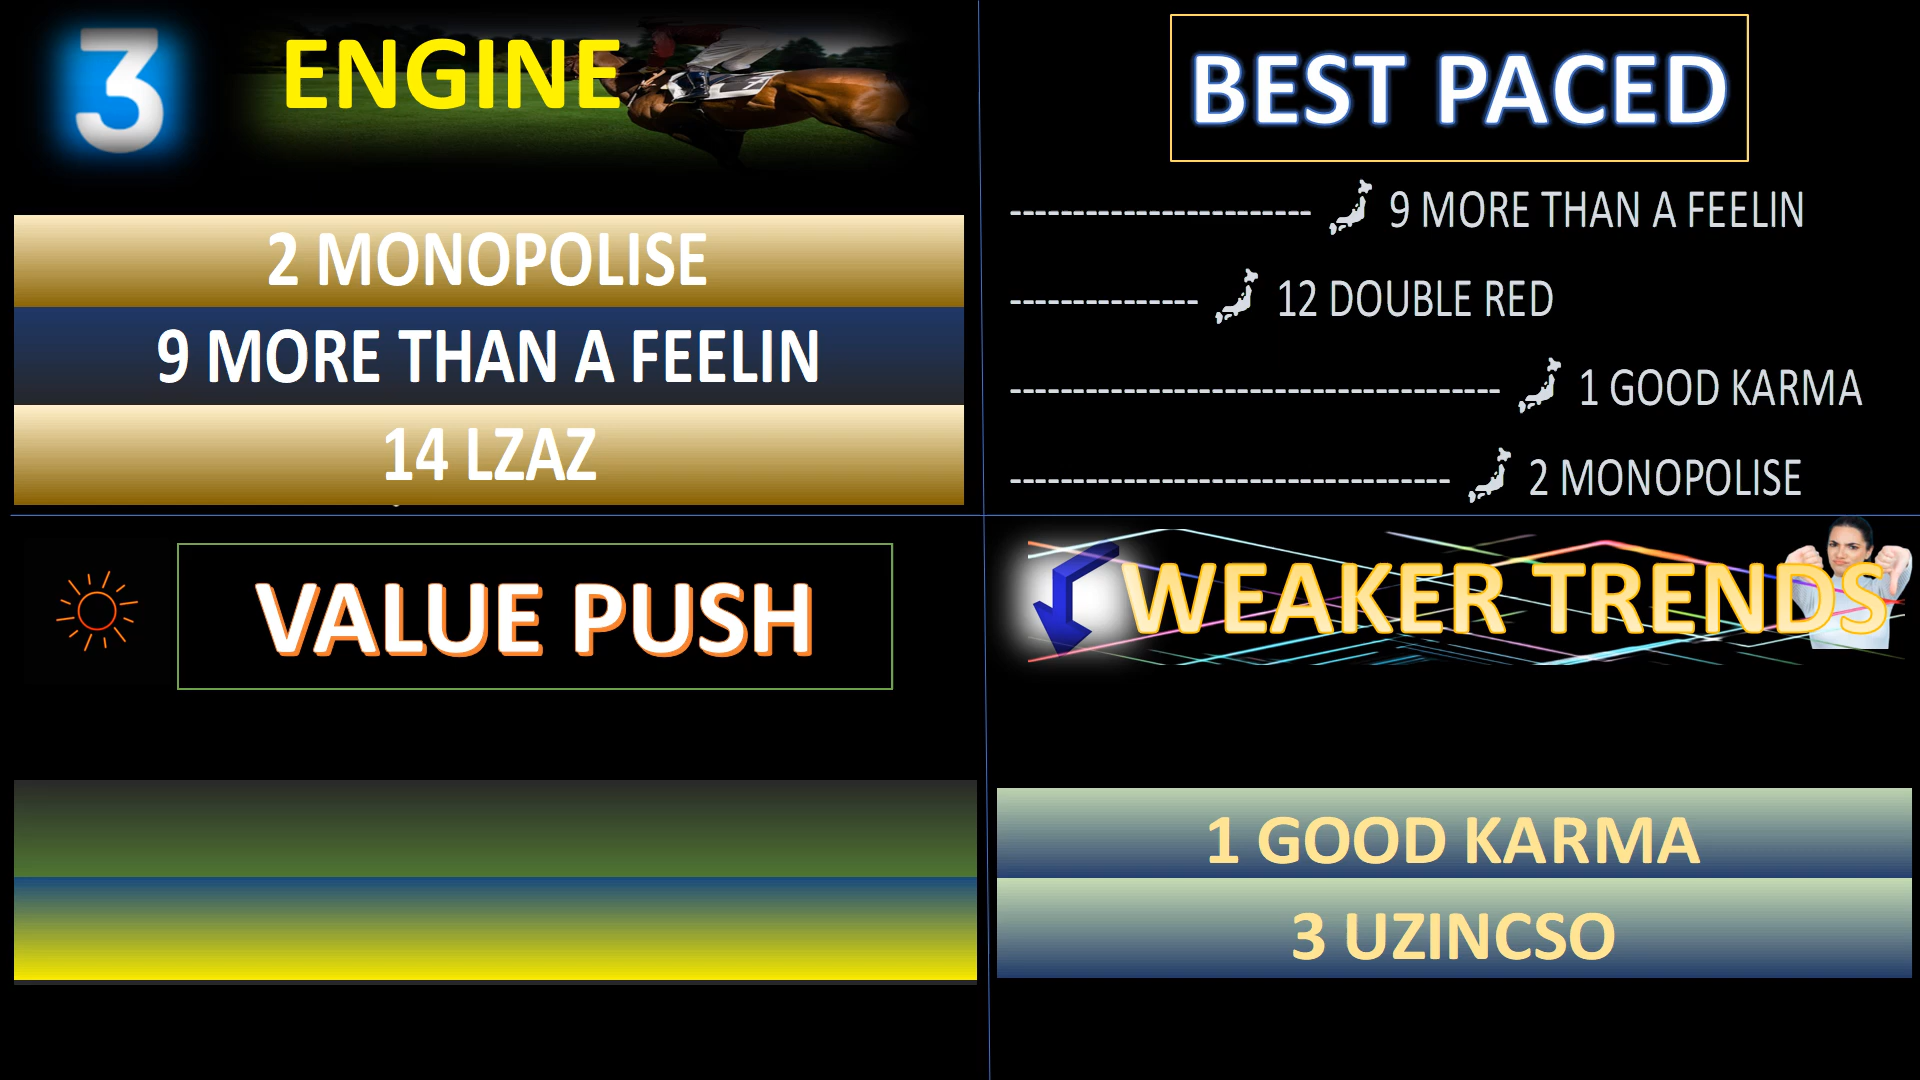 3 ENGINE
2 MONOPOLISE
9 MORE THAN A FEELIN
14 LZAZ
BEST PACED
---------------------- 9 MORE THAN A FEELIN
--------------- 12 DOUBLE RED
--------------------------------------- 1 GOOD KARMA
----------------------------------- 2 MONOPOLISE
VALUE PUSH
WEAKER TRENDS
1 GOOD KARMA
3 UZINCSO